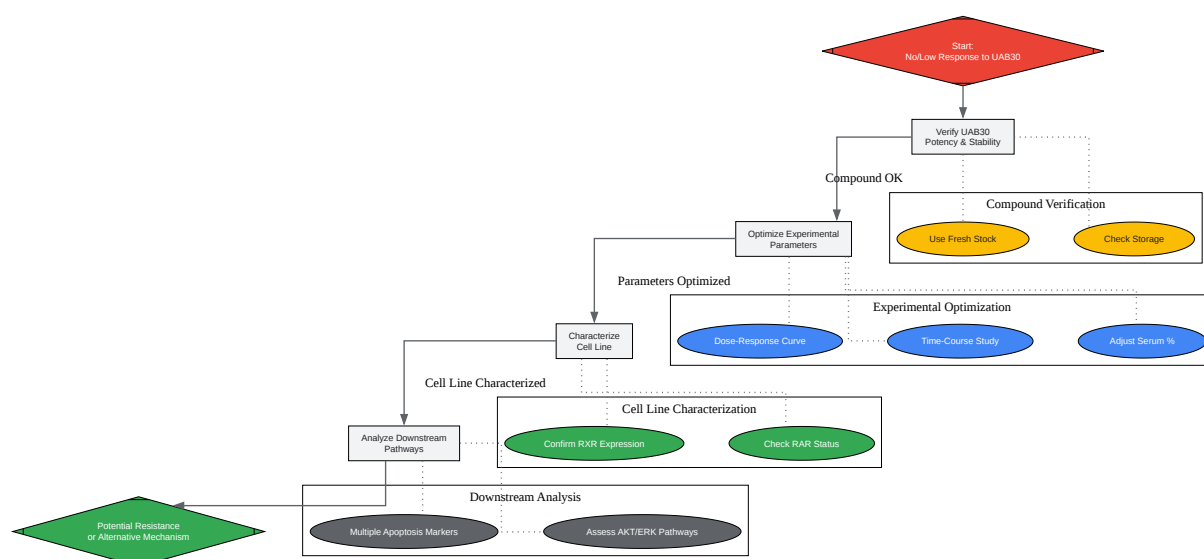 Start:
No/Low Response to UAB30
Verify UAB30
Potency & Stability
Compound OK
Compound Verification
Use Fresh Stock
Check Storage
Optimize Experimental
Parameters
Parameters Optimized
Experimental Optimization
Dose-Response Curve
Time-Course Study
Adjust Serum %
Characterize
Cell Line
Cell Line Characterized
Cell Line Characterization
Confirm RXR Expression
Check RAR Status
Analyze Downstream
Pathways
Downstream Analysis
Multiple Apoptosis Markers
Assess AKT/ERK Pathways
Potential Resistance
or Alternative Mechanism